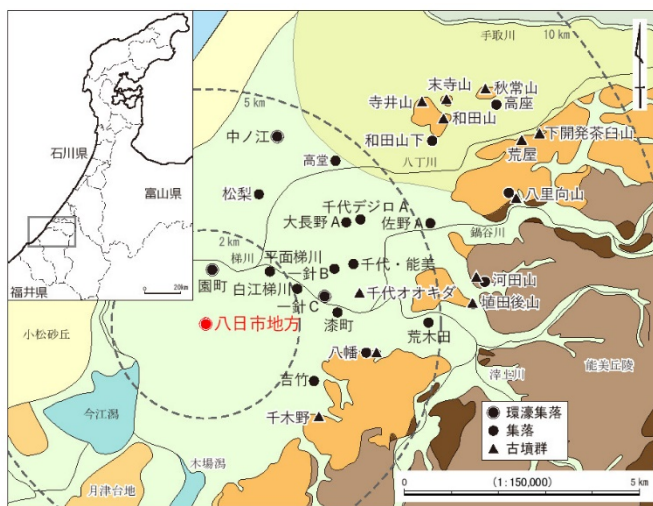 石川県
富山県
福井県
20km
手取川
10 km
5 km
2 km
末寺山
秋常山
寺井山
高座
和田山
和田山下
下開発茶臼山
荒屋
中ノ江
高堂
八丁川
松梨
千代デジロA
大長野A
佐野A
八里向山
鍋谷川
梯川
平面梯川
一針B
千代・能美
園町
白江梯川
一針C
千代オオキダ
河田山
埴田後山
八日市地方
漆町
荒木田
小松砂丘
八幡
滓上川
能美丘陵
吉竹
今江潟
千木野
木場潟
月津台地
環濠集落
集落
古墳群
0
(1:150,000)
5 km